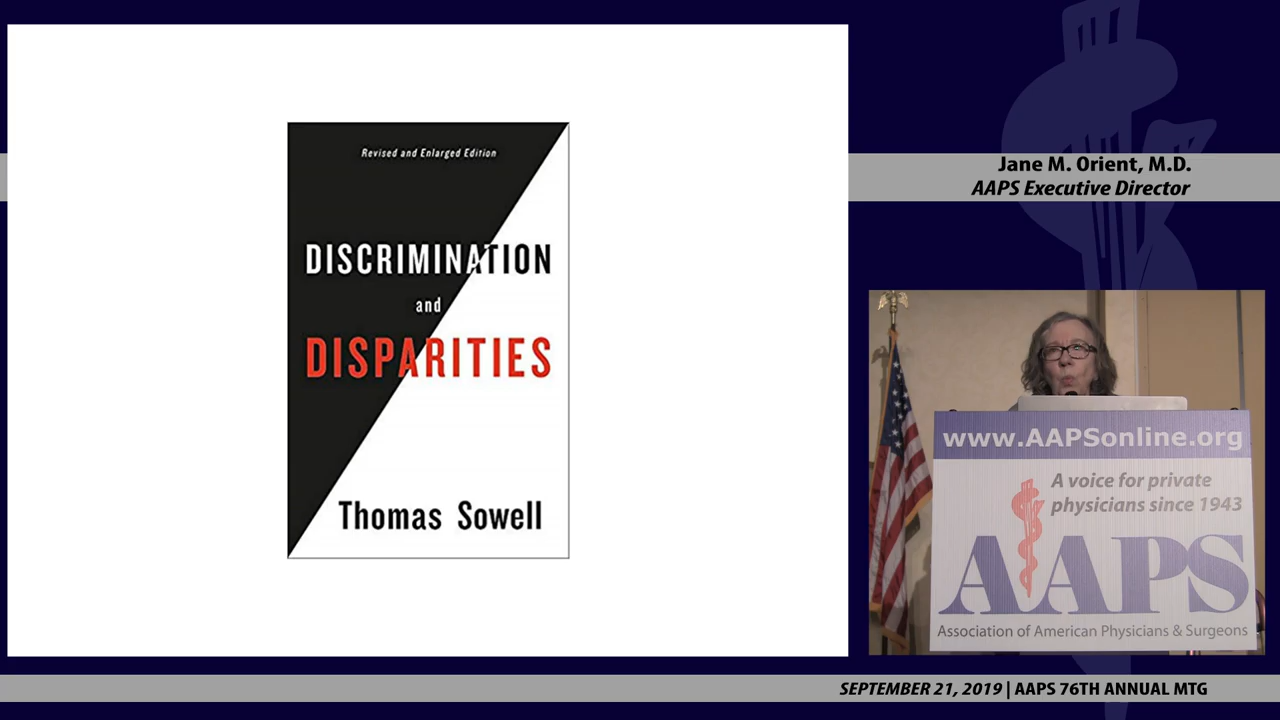 Revised and Enlarged Edition
DISCRIMINATION
and
DISPARITIES
Thomas Sowell
Jane M. Orient, M.D.
AAPS Executive Director
www.AAPSonline.org
A voice for private
physicians since 1943
AAPS
Association of American Physicians & Surgeons
SEPTEMBER 21, 2019 | AAPS 76TH ANNUAL MTG